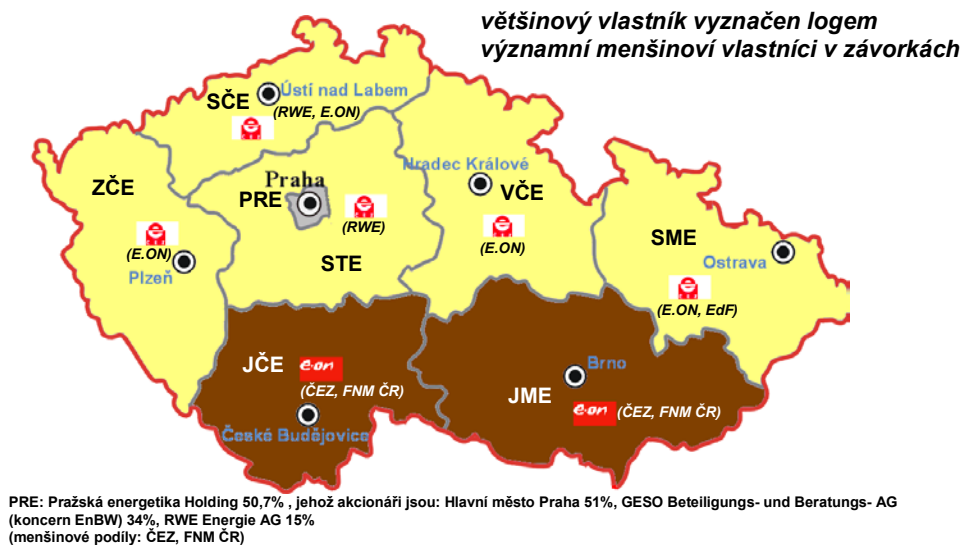 většinový vlastník vyznačen logem
významní menšinoví vlastníci v závorkách
Ústí nad Labem
SČE
(RWE, E.ON)
Hradec Králové
ZČE
Praha
PRE
VČE
(RWE)
(E.ON)
(E.ON)
SME
STE
Plzeň
Ostrava
(E.ON, EdF)
JČE
e·on
Brno
(ČEZ, FNM ČR)
JME
e·on
(ČEZ, FNM ČR)
České Budějovice
PRE: Pražská energetika Holding 50,7% , jehož akcionáři jsou: Hlavní město Praha 51%, GESO Beteiligungs- und Beratungs- AG
(koncern EnBW) 34%, RWE Energie AG 15%
(menšinové podíly: ČEZ, FNM ČR)